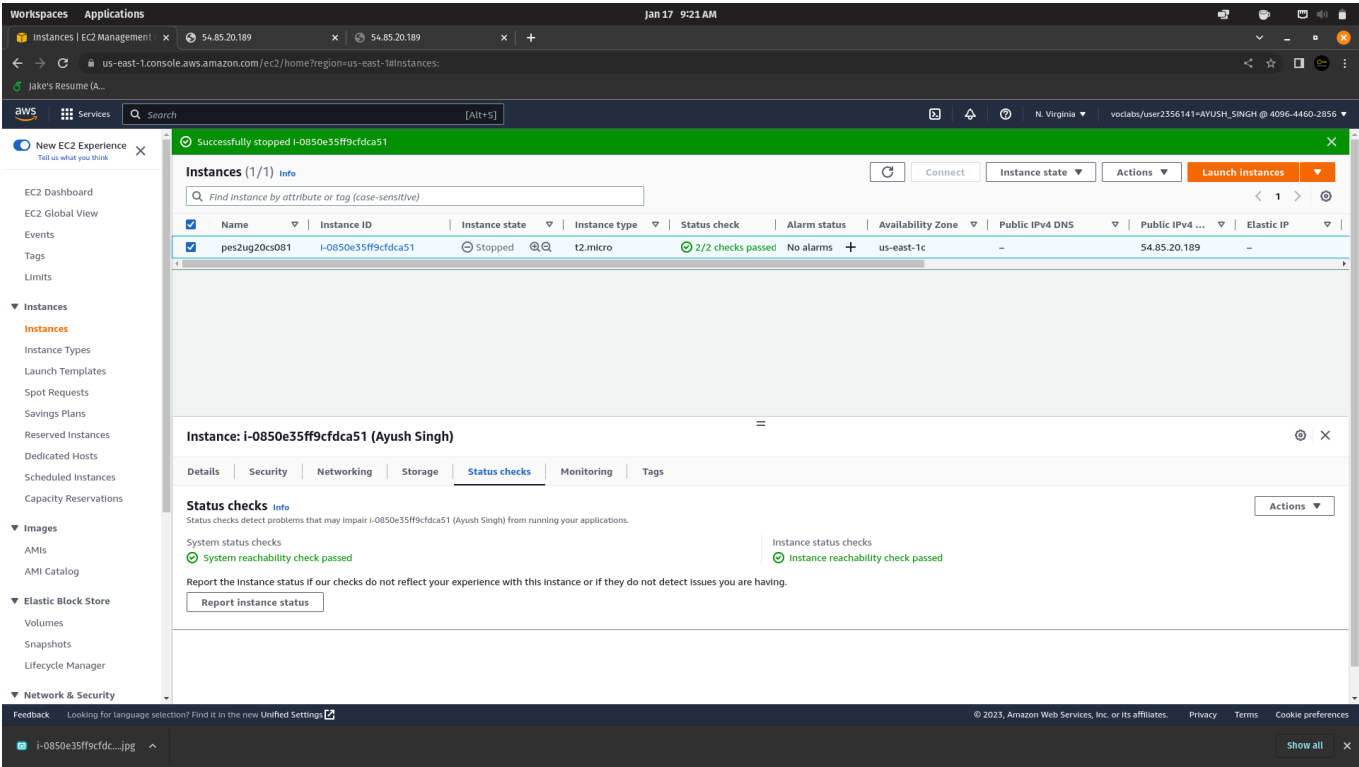 Workspaces Applications Jan 17 9:21 AM
Instances | EC2 Management 54.85.20.189 54.85.20.189
us-east-1.console.aws.amazon.com/ec2/home?region=us-east-1#Instances:
Jake's Resume (A...
aws Services Search [Alt+S] N. Virginia voclabs/user2356141=AYUSH_SINGH @ 4096-4460-2856
New EC2 Experience
Tell us what you think
EC2 Dashboard
EC2 Global View
Events
Tags
Limits
Instances
Instances
Instance Types
Launch Templates
Spot Requests
Savings Plans
Reserved Instances
Dedicated Hosts
Scheduled Instances
Capacity Reservations
Images
AMIs
AMI Catalog
Elastic Block Store
Volumes
Snapshots
Lifecycle Manager
Network & Security
Successfully stopped i-0850e35ff9cfdca51
Instances (1/1) Info Connect Instance state Actions Launch instances
Find instance by attribute or tag (case-sensitive) 1
Name Instance ID Instance state Instance type Status check Alarm status Availability Zone Public IPv4 DNS Public IPv4 ... Elastic IP
pes2ug20cs081 i-0850e35ff9cfdca51 Stopped t2.micro 2/2 checks passed No alarms + us-east-1c – 54.85.20.189 –
Instance: i-0850e35ff9cfdca51 (Ayush Singh)
Details Security Networking Storage Status checks Monitoring Tags
Status checks Info Actions
Status checks detect problems that may impair i-0850e35ff9cfdca51 (Ayush Singh) from running your applications.
System status checks Instance status checks
System reachability check passed Instance reachability check passed
Report the instance status if our checks do not reflect your experience with this instance or if they do not detect issues you are having.
Report instance status
Feedback Looking for language selection? Find it in the new Unified Settings © 2023, Amazon Web Services, Inc. or its affiliates. Privacy Terms Cookie preferences
i-0850e35ff9cfdc....jpg Show all